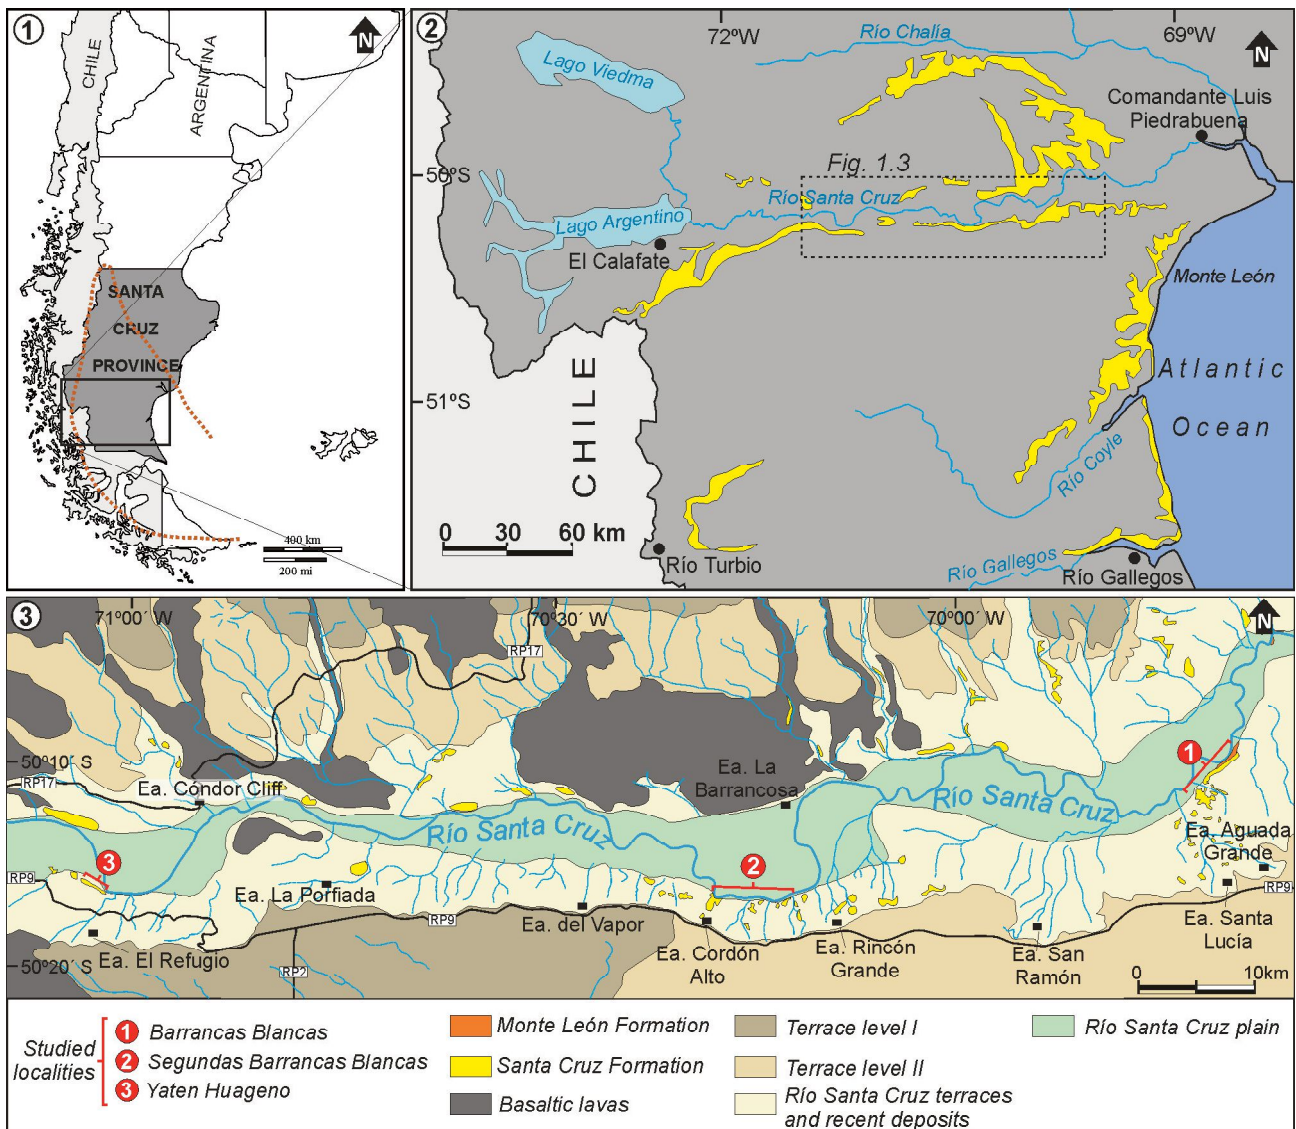 1
N
CHILE
ARGENTINA
SANTA
CRUZ
PROVINCE
400 km
200 mi
2
72ºW
69ºW
N
Río Chalía
Lago Viedma
Comandante Luis
Piedrabuena
Fig. 1.3
50ºS
Río Santa Cruz
Lago Argentino
El Calafate
Monte León
CHILE
Atlantic
Ocean
51ºS
Río Coyle
0 30 60 km
Río Turbio
Río Gallegos
Río Gallegos
3
71º00´ W
70º30´ W
70º00´ W
N
RP17
50º10´ S
RP17
Ea. Cóndor Cliff
Ea. La
Barrancosa
1
Río Santa Cruz
Río Santa Cruz
3
2
Ea. Aguada
Grande
RP9
Ea. La Porfiada
RP9
RP9
Ea. del Vapor
Ea. Santa
Lucía
50º20´ S
Ea. El Refugio
RP2
Ea. Cordón
Alto
Ea. Rincón
Grande
Ea. San
Ramón
0 10km
Studied
localities
1 Barrancas Blancas
2 Segundas Barrancas Blancas
3 Yaten Huageno
Monte León Formation
Santa Cruz Formation
Basaltic lavas
Terrace level I
Terrace level II
Río Santa Cruz terraces
and recent deposits
Río Santa Cruz plain